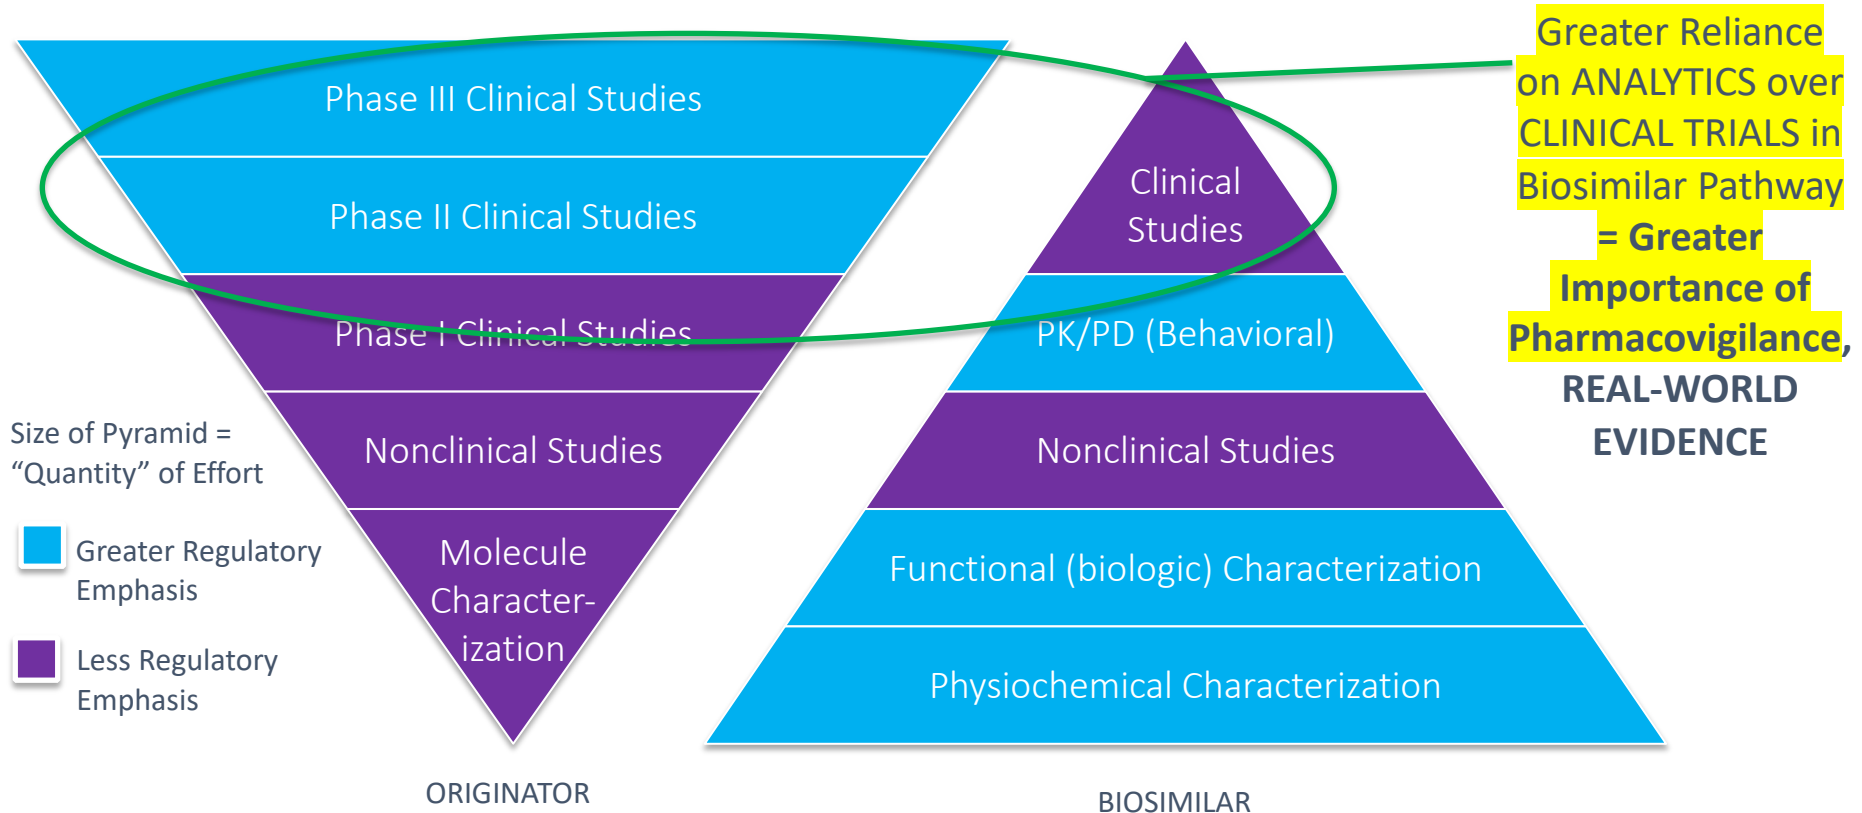 Phase III Clinical Studies
Phase II Clinical Studies
Phase I Clinical Studies
Nonclinical Studies
Molecule
Character-
ization
ORIGINATOR
Clinical
Studies
PK/PD (Behavioral)
Nonclinical Studies
Functional (biologic) Characterization
Physiochemical Characterization
BIOSIMILAR
Greater Reliance
on ANALYTICS over
CLINICAL TRIALS in
Biosimilar Pathway
= Greater
Importance of
Pharmacovigilance,
REAL-WORLD
EVIDENCE
Size of Pyramid =
“Quantity” of Effort
Greater Regulatory
Emphasis
Less Regulatory
Emphasis